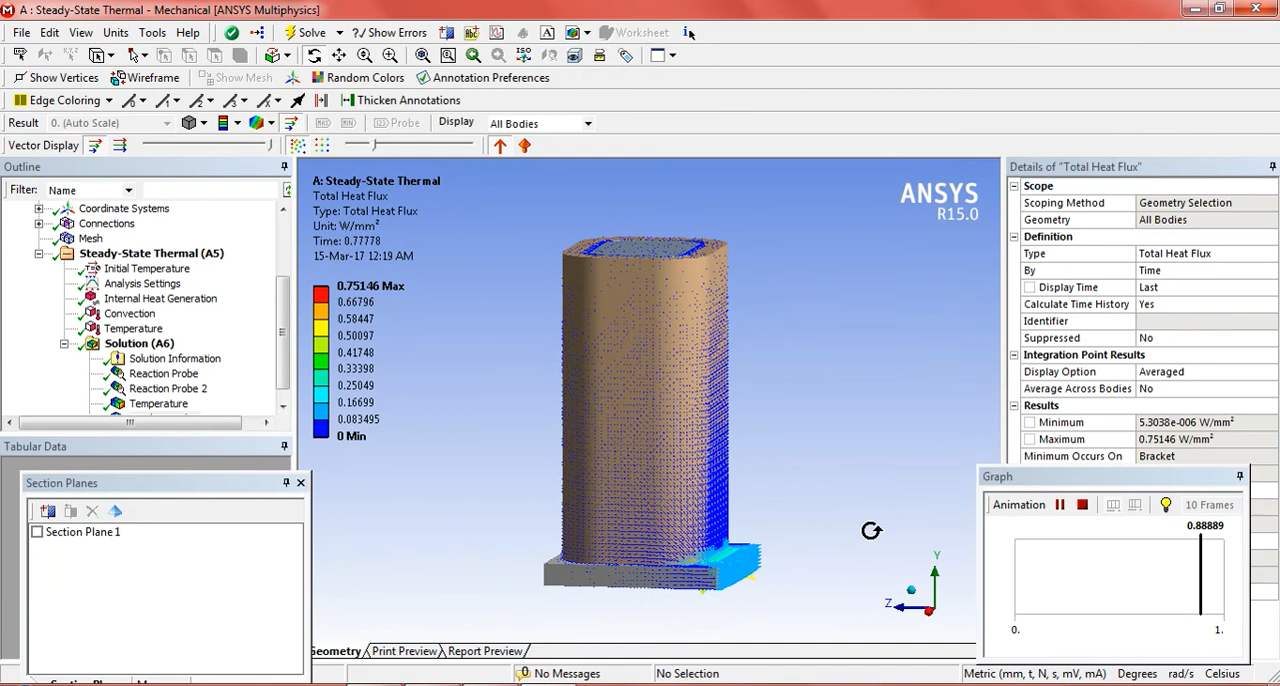 A : Steady-State Thermal - Mechanical [ANSYS Multiphysics]
File Edit View Units Tools Help Solve ?/ Show Errors Worksheet
Show Vertices Wireframe Show Mesh Random Colors Annotation Preferences
Edge Coloring Thicken Annotations
Result 0. (Auto Scale) MAX MIN Probe Display All Bodies
Vector Display
Outline
Filter: Name
Coordinate Systems
Connections
Mesh
Steady-State Thermal (A5)
Initial Temperature
Analysis Settings
Internal Heat Generation
Convection
Temperature
Solution (A6)
Solution Information
Reaction Probe
Reaction Probe 2
Temperature
Tabular Data
Section Planes
Section Plane 1
A: Steady-State Thermal
Total Heat Flux
Type: Total Heat Flux
Unit: W/mm²
Time: 0.77778
15-Mar-17 12:19 AM
0.75146 Max
0.66796
0.58447
0.50097
0.41748
0.33398
0.25049
0.16699
0.083495
0 Min
ANSYS
R15.0
Y
Z
Geometry Print Preview Report Preview
Details of "Total Heat Flux"
Scope
Scoping Method Geometry Selection
Geometry All Bodies
Definition
Type Total Heat Flux
By Time
Display Time Last
Calculate Time History Yes
Identifier
Suppressed No
Integration Point Results
Display Option Averaged
Average Across Bodies No
Results
Minimum 5.3038e-006 W/mm²
Maximum 0.75146 W/mm²
Minimum Occurs On Bracket
Graph
Animation 10 Frames
0.88889
0. 1.
No Messages No Selection Metric (mm, t, N, s, mV, mA) Degrees rad/s Celsius